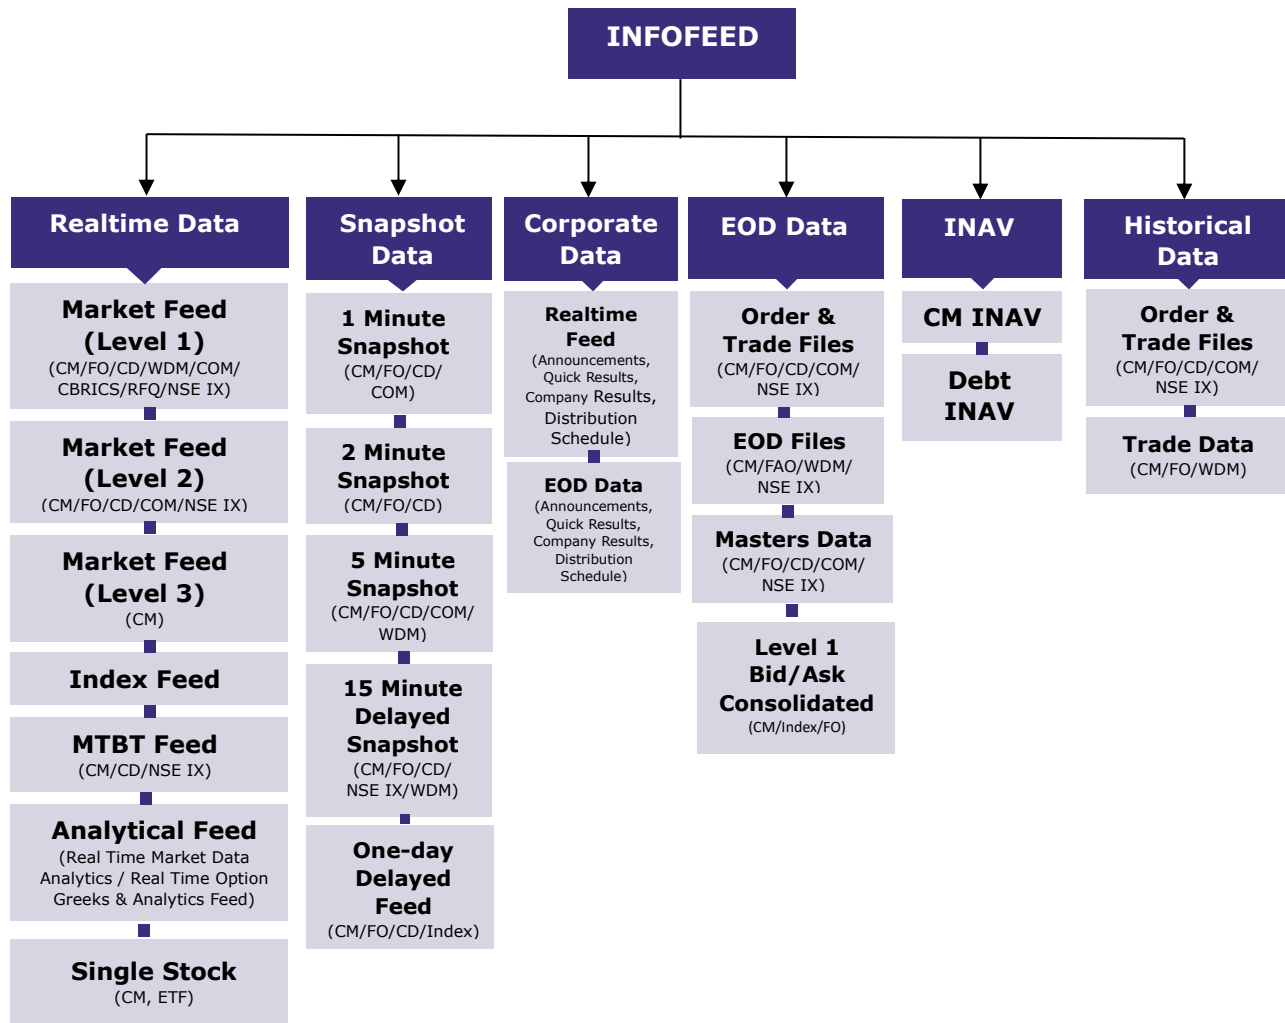 INFOFEED
Realtime Data
Market Feed
(Level 1)
(CM/FO/CD/WDM/COM/
CBRICS/RFQ/NSE IX)
Market Feed
(Level 2)
(CM/FO/CD/COM/NSE IX)
Market Feed
(Level 3)
(CM)
Index Feed
MTBT Feed
(CM/CD/NSE IX)
Analytical Feed
(Real Time Market Data
Analytics / Real Time Option
Greeks & Analytics Feed)
Single Stock
(CM, ETF)
Snapshot
Data
1 Minute
Snapshot
(CM/FO/CD/
COM)
2 Minute
Snapshot
(CM/FO/CD)
5 Minute
Snapshot
(CM/FO/CD/COM/
WDM)
15 Minute
Delayed
Snapshot
(CM/FO/CD/
NSE IX/WDM)
One-day
Delayed
Feed
(CM/FO/CD/Index)
Corporate
Data
Realtime
Feed
(Announcements,
Quick Results,
Company Results,
Distribution
Schedule)
EOD Data
(Announcements,
Quick Results,
Company Results,
Distribution
Schedule)
EOD Data
Order &
Trade Files
(CM/FO/CD/COM/
NSE IX)
EOD Files
(CM/FAO/WDM/
NSE IX)
Masters Data
(CM/FO/CD/COM/
NSE IX)
Level 1
Bid/Ask
Consolidated
(CM/Index/FO)
INAV
CM INAV
Debt
INAV
Historical
Data
Order &
Trade Files
(CM/FO/CD/COM/
NSE IX)
Trade Data
(CM/FO/WDM)